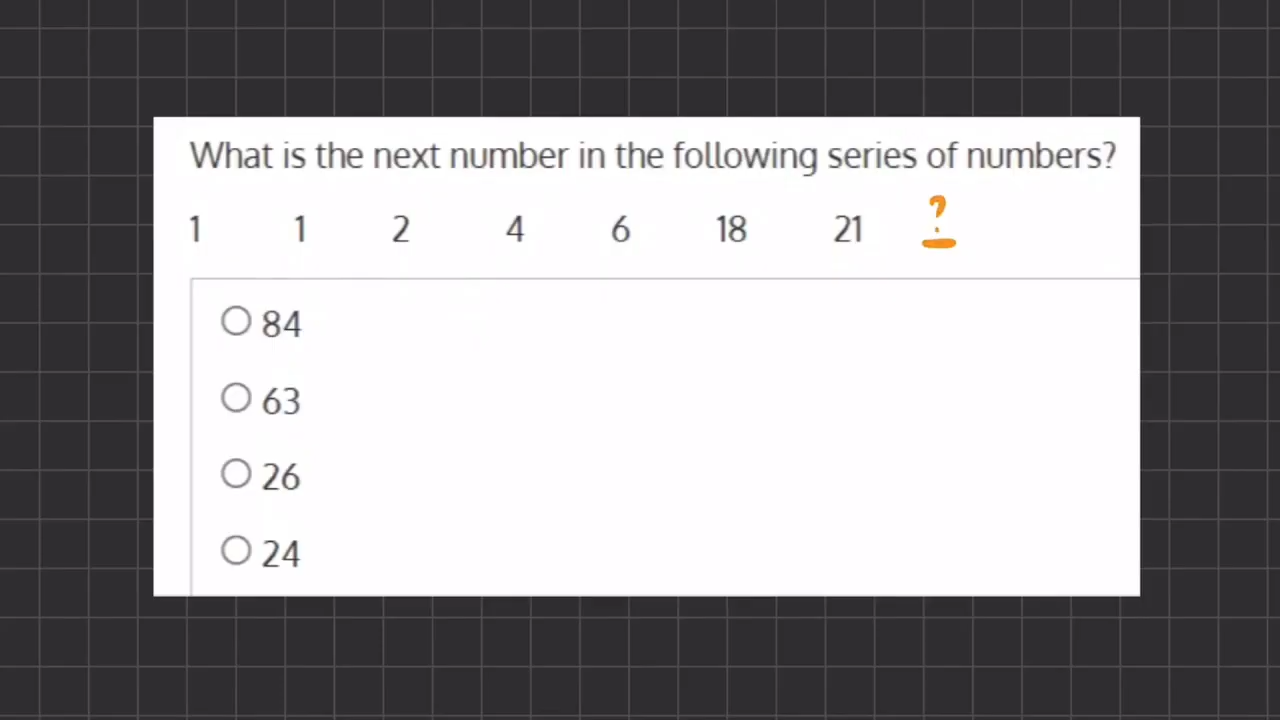 What is the next number in the following series of numbers?
1 1 2 4 6 18 21 ?
84
63
26
24